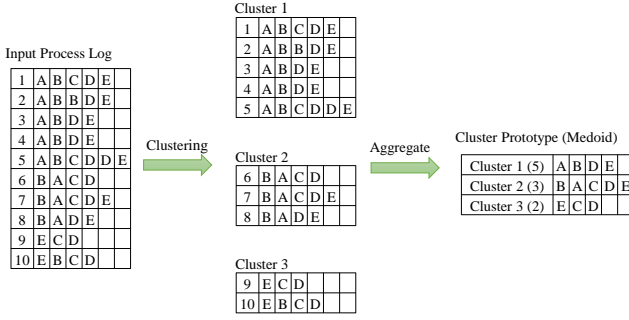 Input Process Log
1 A B C D E
2 A B B D E
3 A B D E
4 A B D E
5 A B C D D E
6 B A C D
7 B A C D E
8 B A D E
9 E C D
10 E B C D
Clustering
Cluster 1
1 A B C D E
2 A B B D E
3 A B D E
4 A B D E
5 A B C D D E
Cluster 2
6 B A C D
7 B A C D E
8 B A D E
Cluster 3
9 E C D
10 E B C D
Aggregate
Cluster Prototype (Medoid)
Cluster 1 (5) A B D E
Cluster 2 (3) B A C D E
Cluster 3 (2) E C D